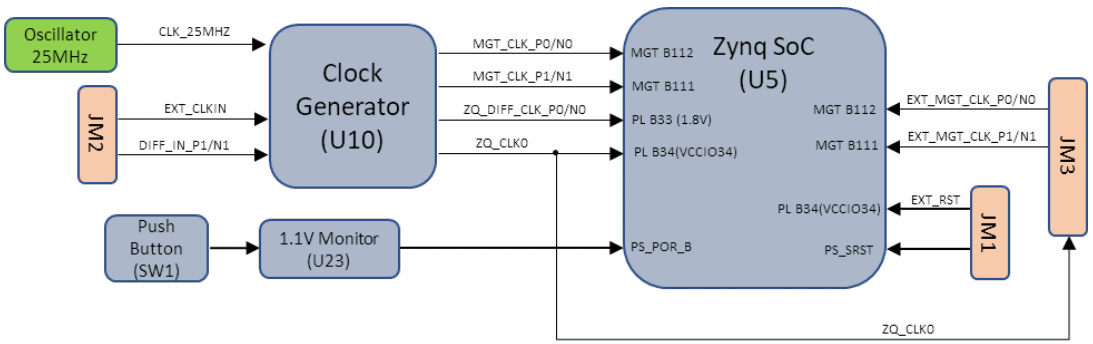 Oscillator
25MHz
CLK_25MHZ
JM2
EXT_CLKIN
DIFF_IN_P1/N1
Clock
Generator
(U10)
MGT_CLK_P0/N0
MGT_CLK_P1/N1
ZQ_DIFF_CLK_P0/N0
ZQ_CLK0
Zynq SoC
(U5)
MGT B112
MGT B111
PL B33 (1.8V)
PL B34(VCCIO34)
PS_POR_B
MGT B112
MGT B111
PL B34(VCCIO34)
PS_SRST
EXT_MGT_CLK_P0/N0
EXT_MGT_CLK_P1/N1
JM3
EXT_RST
JM1
Push
Button
(SW1)
1.1V Monitor
(U23)
ZQ_CLK0